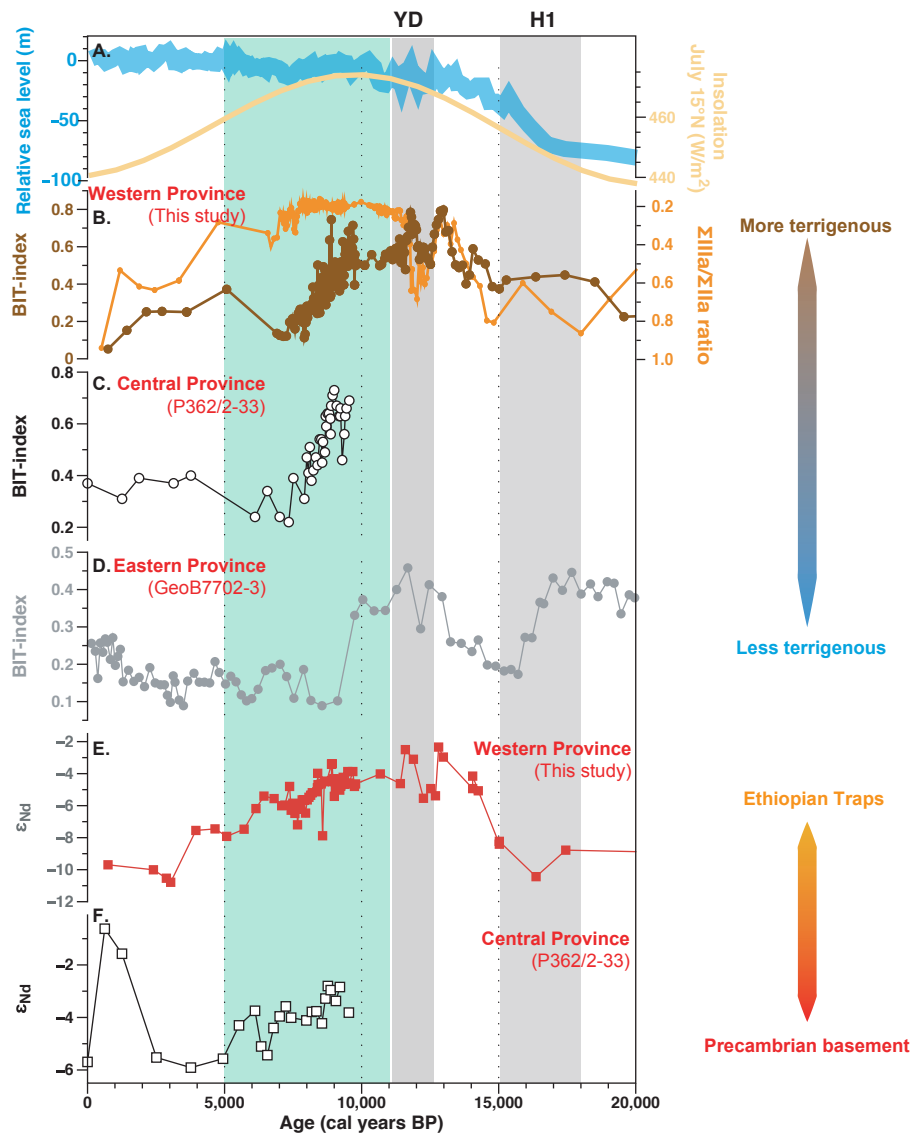 YD
H1
A.
Relative sea level (m)
0
−50
−100
460
440
Insolation
July 15°N (W/m²)
Western Province
(This study)
B.
BIT-index
0.8
0.6
0.4
0.2
0
0.2
0.4
0.6
0.8
1.0
ΣIIIa/ΣIIa ratio
More terrigenous
C.
Central Province
(P362/2-33)
BIT-index
0.8
0.6
0.4
0.2
D. Eastern Province
(GeoB7702-3)
BIT-index
0.5
0.4
0.3
0.2
0.1
Less terrigenous
E.
Western Province
(This study)
εNd
−2
−4
−6
−8
−10
−12
Ethiopian Traps
F.
Central Province
(P362/2-33)
εNd
−2
−4
−6
Precambrian basement
0
5,000
10,000
15,000
20,000
Age (cal years BP)